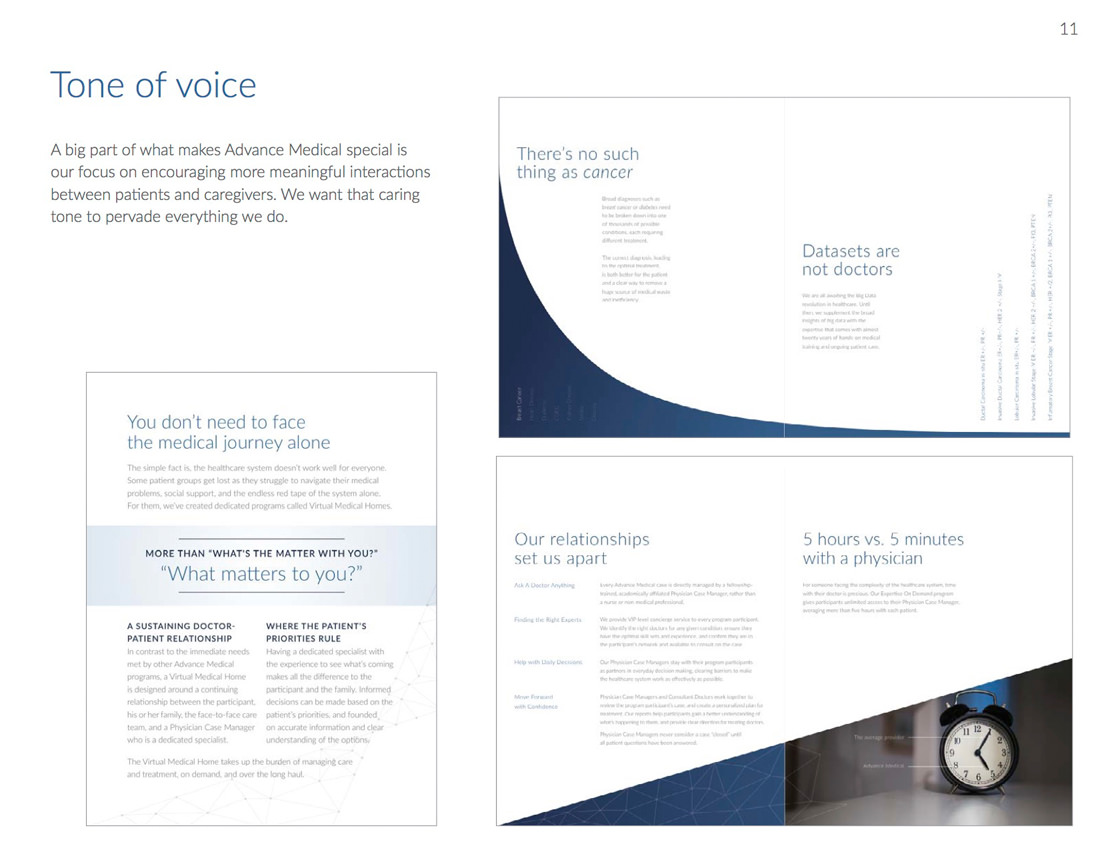 11
Tone of voice
A big part of what makes Advance Medical special is
our focus on encouraging more meaningful interactions
between patients and caregivers. We want that caring
tone to pervade everything we do.
There's no such
thing as cancer
Broad diagnoses such as
breast cancer or diabetes need
to be broken down into one
of thousands of precise
conditions, each requiring
different treatment.
The correct diagnosis, leading
to the optimal treatment,
is both better for the patient
and a clear way to remove a
huge source of medical waste
and inefficiency.
Breast Cancer
Datasets are
not doctors
We are all awaiting the Big Data
revolution in healthcare. Until
then, we supplement the broad
insights of big data with the
expertise that comes with almost
twenty years of hands on medical
training and ongoing patient care.
You don't need to face
the medical journey alone
The simple fact is, the healthcare system doesn't work well for everyone.
Some patient groups get lost as they struggle to navigate their medical
problems, social support, and the endless red tape of the system alone.
For them, we've created dedicated programs called Virtual Medical Homes.
MORE THAN "WHAT'S THE MATTER WITH YOU?"
"What matters to you?"
A SUSTAINING DOCTOR-
PATIENT RELATIONSHIP
In contrast to the immediate needs
met by other Advance Medical
programs, a Virtual Medical Home
is designed around a continuing
relationship between the participant,
his or her family, the face-to-face care
team, and a Physician Case Manager
who is a dedicated specialist.
WHERE THE PATIENT'S
PRIORITIES RULE
Having a dedicated specialist with
the experience to see what's coming
makes all the difference to the
participant and the family. Informed
decisions can be made based on the
patient's priorities, and founded
on accurate information and clear
understanding of the options.
The Virtual Medical Home takes up the burden of managing care
and treatment, on demand, and over the long haul.
Our relationships
set us apart
Ask A Doctor Anything
Every Advance Medical case is directly managed by a fellowship-
trained, academically affiliated Physician Case Manager, rather than
a nurse or non medical professional.
Finding the Right Experts
We provide VIP level concierge service to every program participant.
We identify the right doctors for any given condition, ensure they
have the optimal skill sets and experience, and confirm they are in
the participant's network and available to consult on the case.
Help with Daily Decisions
Our Physician Case Managers stay with their program participants
as partners in everyday decision making, clearing barriers to make
the healthcare system work as effectively as possible.
Move Forward
with Confidence
Physician Case Managers and Consultant Doctors work together to
review the program participant's case, and create a personalized plan for
treatment. Our reports help participants gain a better understanding of
what's happening to them, and provide clear direction for treating doctors.
Physician Case Managers never consider a case "closed" until
all patient questions have been answered.
5 hours vs. 5 minutes
with a physician
For someone facing the complexity of the healthcare system, time
with their doctor is precious. Our Expertise On Demand program
gives participants unlimited access to their Physician Case Manager,
averaging more than five hours with each patient.
The average provider
Advance Medical
12
1
2
3
4
5
6
7
8
9
10
11